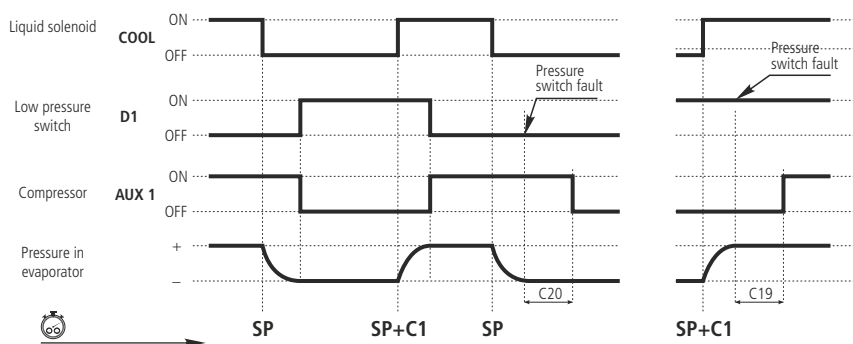 Liquid solenoid COOL ON
OFF
Pressure switch fault
Pressure switch fault
Low pressure switch D1 ON
OFF
Compressor AUX 1 ON
OFF
Pressure in evaporator +
–
C20 C19
SP SP+C1 SP SP+C1